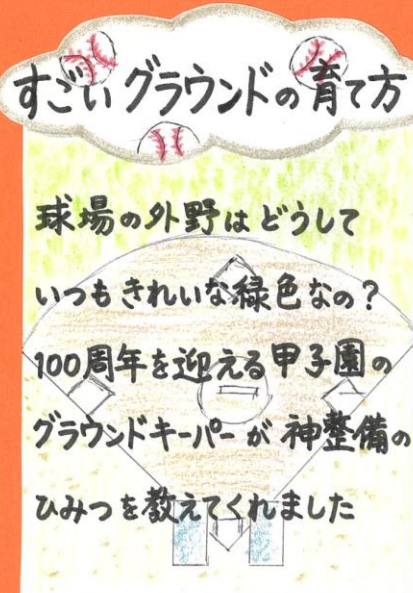 すごいグラウンドの育て方
球場の外野はどうして
いつもきれいな緑色なの?
100周年を迎える甲子園の
グラウンドキーパーが神整備の
ひみつを教えてくれました